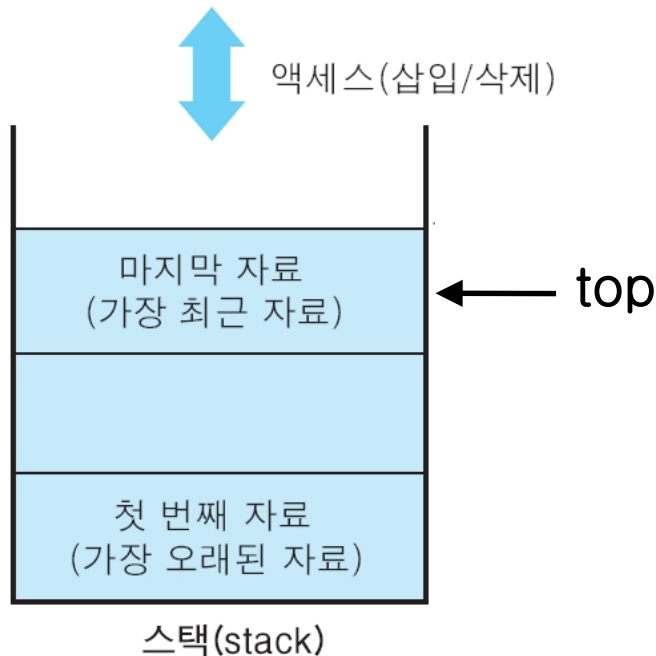 액세스(삽입/삭제)
마지막 자료
(가장 최근 자료)
top
첫 번째 자료
(가장 오래된 자료)
스택(stack)